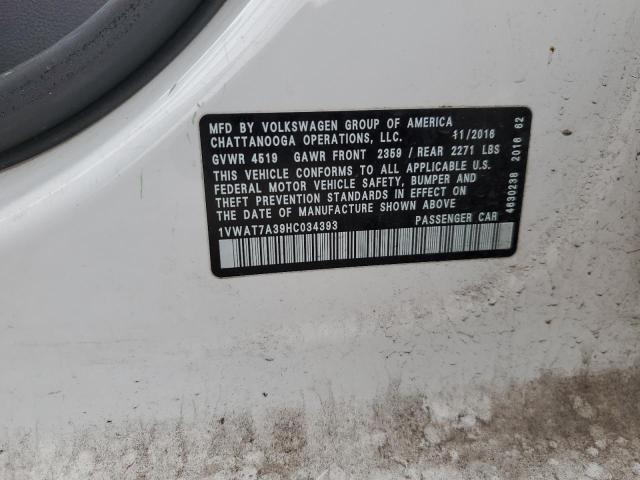 MFD BY VOLKSWAGEN GROUP OF AMERICA
CHATTANOOGA OPERATIONS, LLC. 11/2016
GVWR 4519 GAWR FRONT 2359 / REAR 2271 LBS
THIS VEHICLE CONFORMS TO ALL APPLICABLE U.S.
FEDERAL MOTOR VEHICLE SAFETY, BUMPER AND
THEFT PREVENTION STANDARDS IN EFFECT ON
THE DATE OF MANUFACTURE SHOWN ABOVE
1VWAT7A39HC034393 PASSENGER CAR
4630238 2016 62